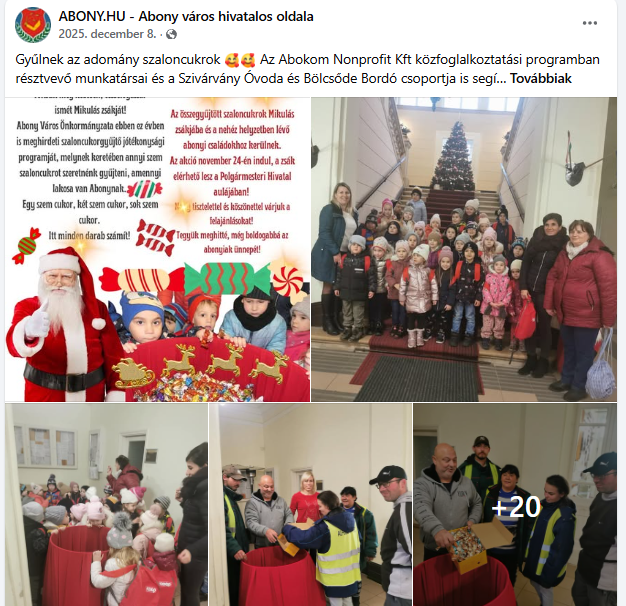 ABONY.HU - Abony város hivatalos oldala
2025. december 8. ·
Gyűlnek az adomány szaloncukrok 🥰🥰 Az Abokom Nonprofit Kft közfoglalkoztatási programban
résztvevő munkatársai és a Szivárvány Óvoda és Bölcsőde Bordó csoportja is segí... Továbbiak
ismét Mikulás zsákját!
Abony Város Önkormányzata ebben ez évben
is meghirdeti szaloncukorgyűjtő jótékonysági
programját, melynek keretében annyi szem
szaloncukrot szeretnénk gyűjteni, amennyi
lakosa van Abonynak.
Egy szem cukor, két szem cukor, sok szem
cukor.
Itt minden darab számít!
Az összegyűjtött szaloncukrok Mikulás
zsákjába és a nehéz helyzetben lévő
abonyi családokhoz kerülnek.
Az akció november 24-én indul, a zsák
elérhető lesz a Polgármesteri Hivatal
aulájában!
tisztelettel és köszönettel várjuk a
felajánlásokat!
Tegyük meghitté, még boldogabbá az
abonyiak ünnepét!
+20